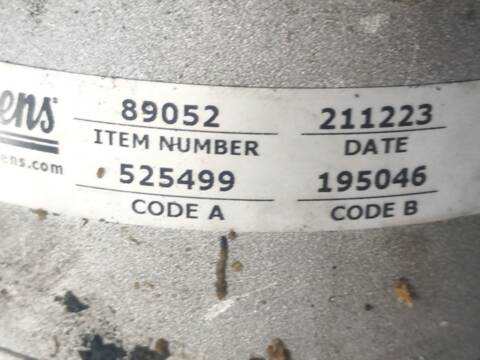 ens® 89052 211223
ITEM NUMBER DATE
ens.com 525499 195046
CODE A CODE B